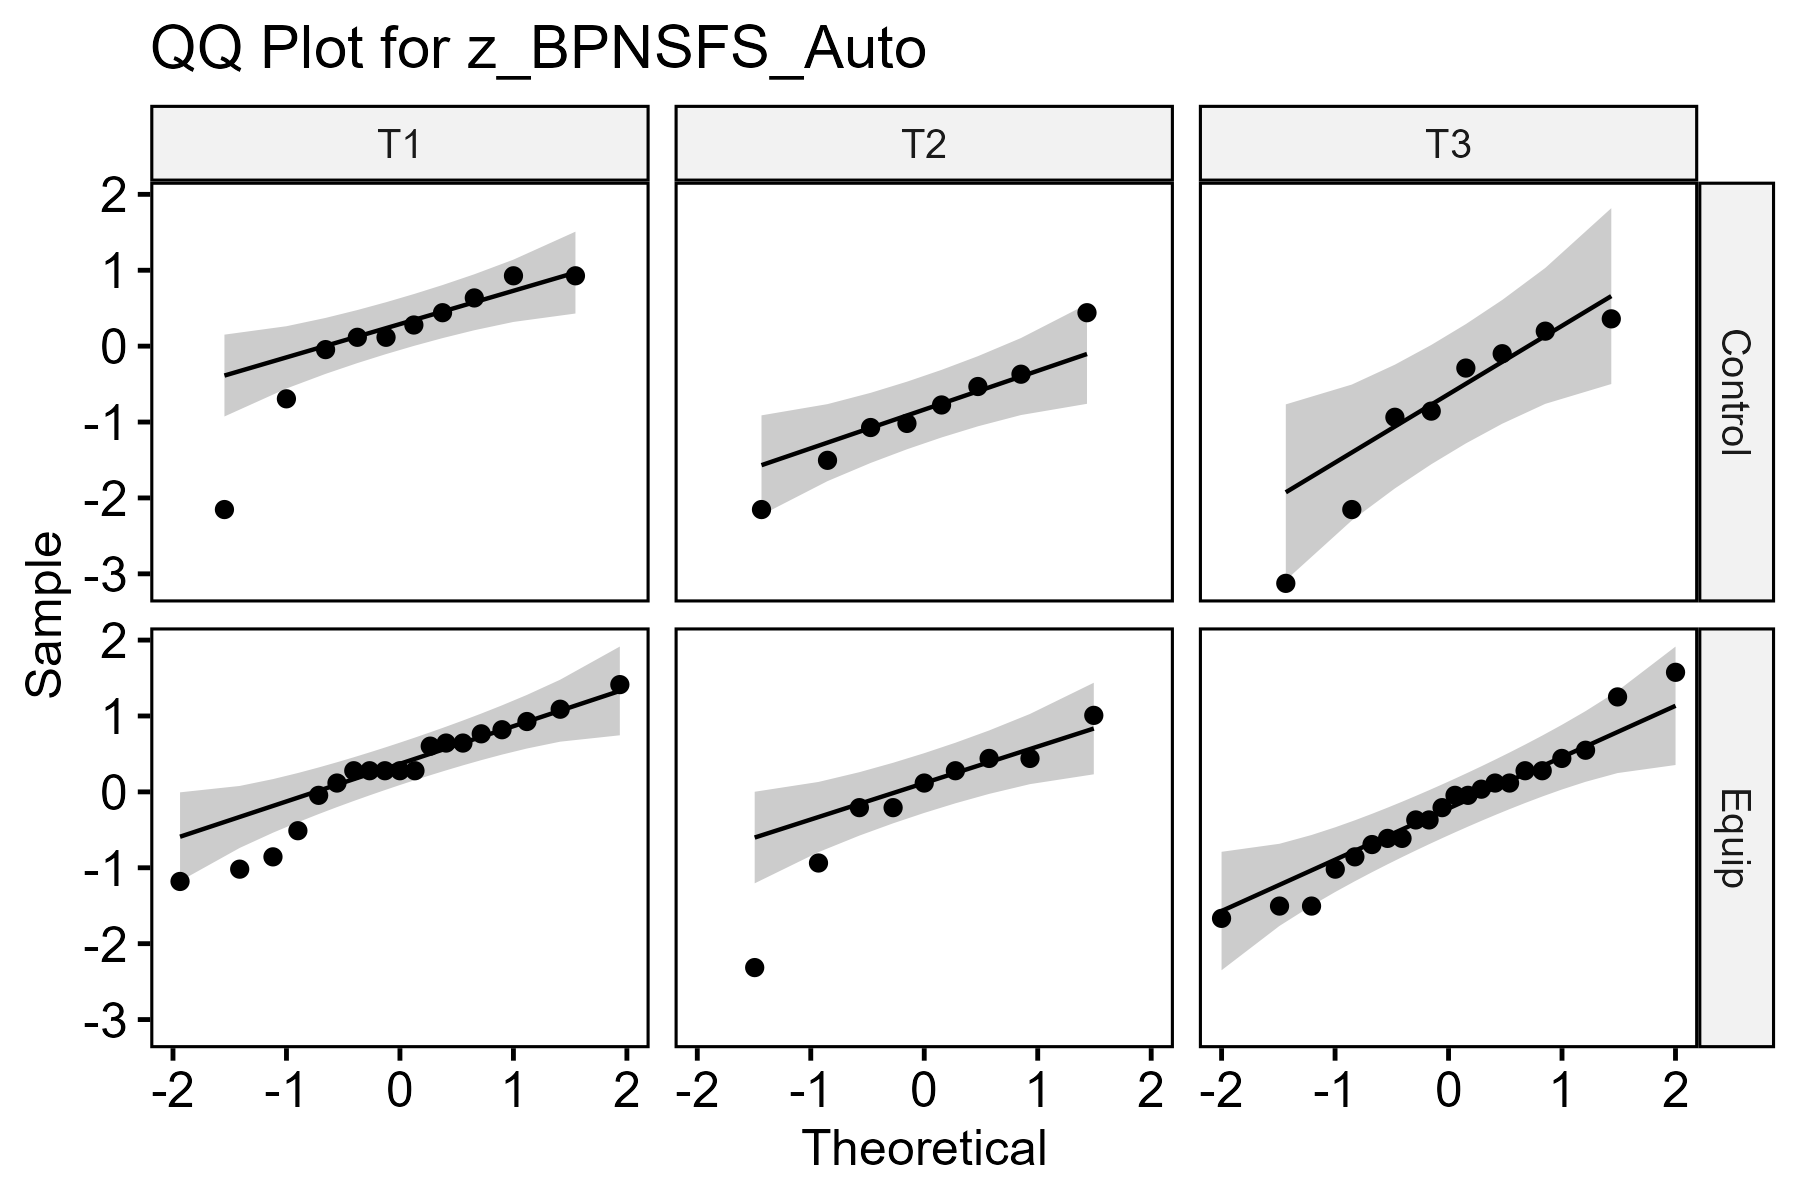 QQ Plot for z_BPNSFS_Auto
T1 T2 T3
2
1
0
-1
-2
-3
Control
Sample
2
1
0
-1
-2
-3
Equip
-2 -1 0 1 2 -2 -1 0 1 2 -2 -1 0 1 2
Theoretical